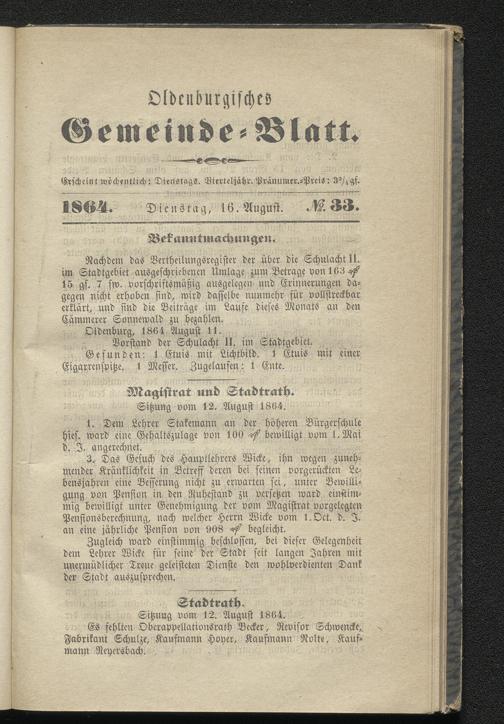 Oldenburgisches
Gemeinde-Blatt.
Erscheint wöchentlich: Dienstags. Vierteljähr. Pränumer.-Preis: 3¾ gs.
1864. Dienstag, 16. August. № 33.
Bekanntmachungen.
Nachdem das Vertheilungsregister der über die Schulacht II.
im Stadtgebiet ausgeschriebenen Umlage zum Betrage von 163 ₰
15 gs. 7 sw. vorschriftsmäßig ausgelegen und Erinnerungen da-
gegen nicht erhoben sind, wird dasselbe nunmehr für vollstreckbar
erklärt, und sind die Beiträge im Laufe dieses Monats an den
Cämmerer Sonnewald zu bezahlen.
Oldenburg, 1864 August 11.
Vorstand der Schulacht II. im Stadtgebiet.
Gefunden: 1 Etuis mit Lichtbild. 1 Etuis mit einer
Cigarrenspitze. 1 Messer. Zugelaufen: 1 Ente.
Magistrat und Stadtrath.
Sitzung vom 12. August 1864.
1. Dem Lehrer Stakemann an der höheren Bürgerschule
hies. ward eine Gehaltszulage von 100 ₰ bewilligt vom 1. Mai
d. J. angerechnet.
3. Das Gesuch des Hauptlehrers Wicke, ihn wegen zuneh-
mender Kränklichkeit in Betreff deren bei seinen vorgerückten Le-
bensjahren eine Besserung nicht zu erwarten sei, unter Bewilli-
gung von Pension in den Ruhestand zu versetzen ward einstim-
mig bewilligt unter Genehmigung der vom Magistrat vorgelegten
Pensionsberechnung, nach welcher Herrn Wicke vom 1. Oct. d. J.
an eine jährliche Pension von 908 ₰ begleicht.
Zugleich ward einstimmig beschlossen, bei dieser Gelegenheit
dem Lehrer Wicke für seine der Stadt seit langen Jahren mit
unermüdlicher Treue geleisteten Dienste den wohlverdienten Dank
der Stadt auszusprechen.
Stadtrath.
Sitzung vom 12. August 1864.
Es fehlten Oberappellationsrath Becker, Revisor Schwencke,
Fabrikant Schulze, Kaufmann Hoyer, Kaufmann Nolte, Kauf-
mann Reyersbach.